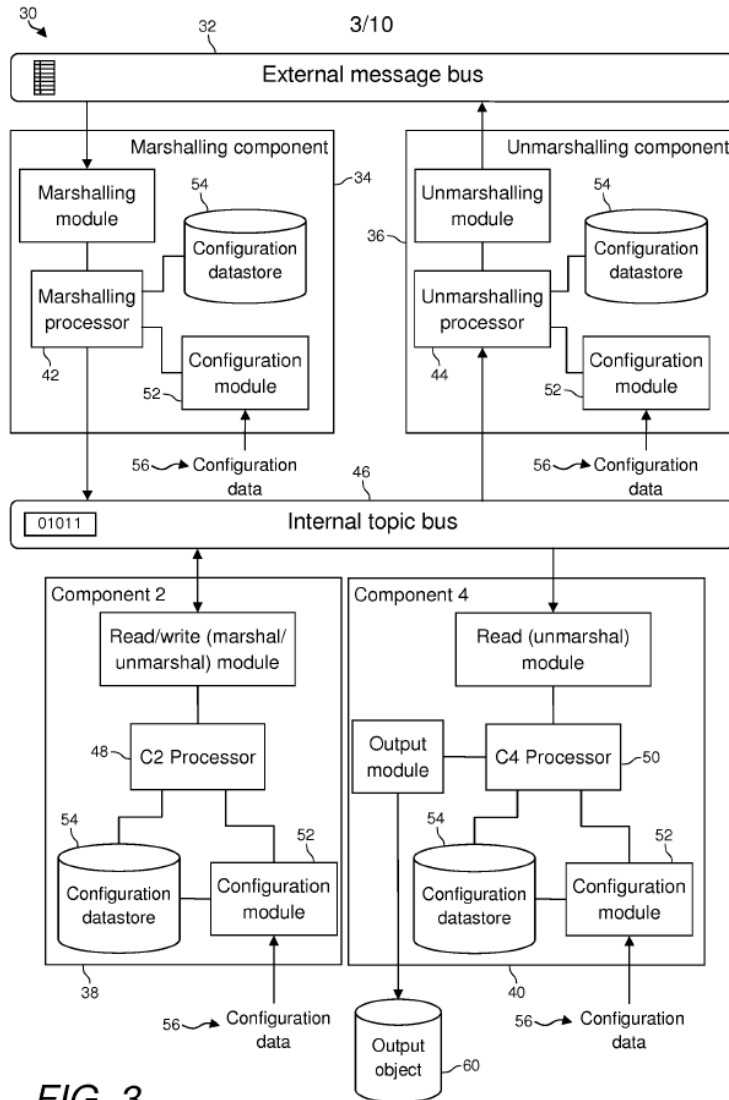 30
32
3/10
External message bus
Marshalling component
34
Marshalling
module
54
Configuration
datastore
Marshalling
processor
42
Configuration
module
52
56
Configuration
data
Unmarshalling component
36
Unmarshalling
module
54
Configuration
datastore
Unmarshalling
processor
44
Configuration
module
52
56
Configuration
data
46
01011
Internal topic bus
Component 2
Read/write (marshal/
unmarshal) module
48
C2 Processor
54
Configuration
datastore
52
Configuration
module
38
56
Configuration
data
Component 4
Read (unmarshal)
module
Output
module
C4 Processor
50
54
Configuration
datastore
52
Configuration
module
40
56
Configuration
data
Output
object
60
FIG. 3